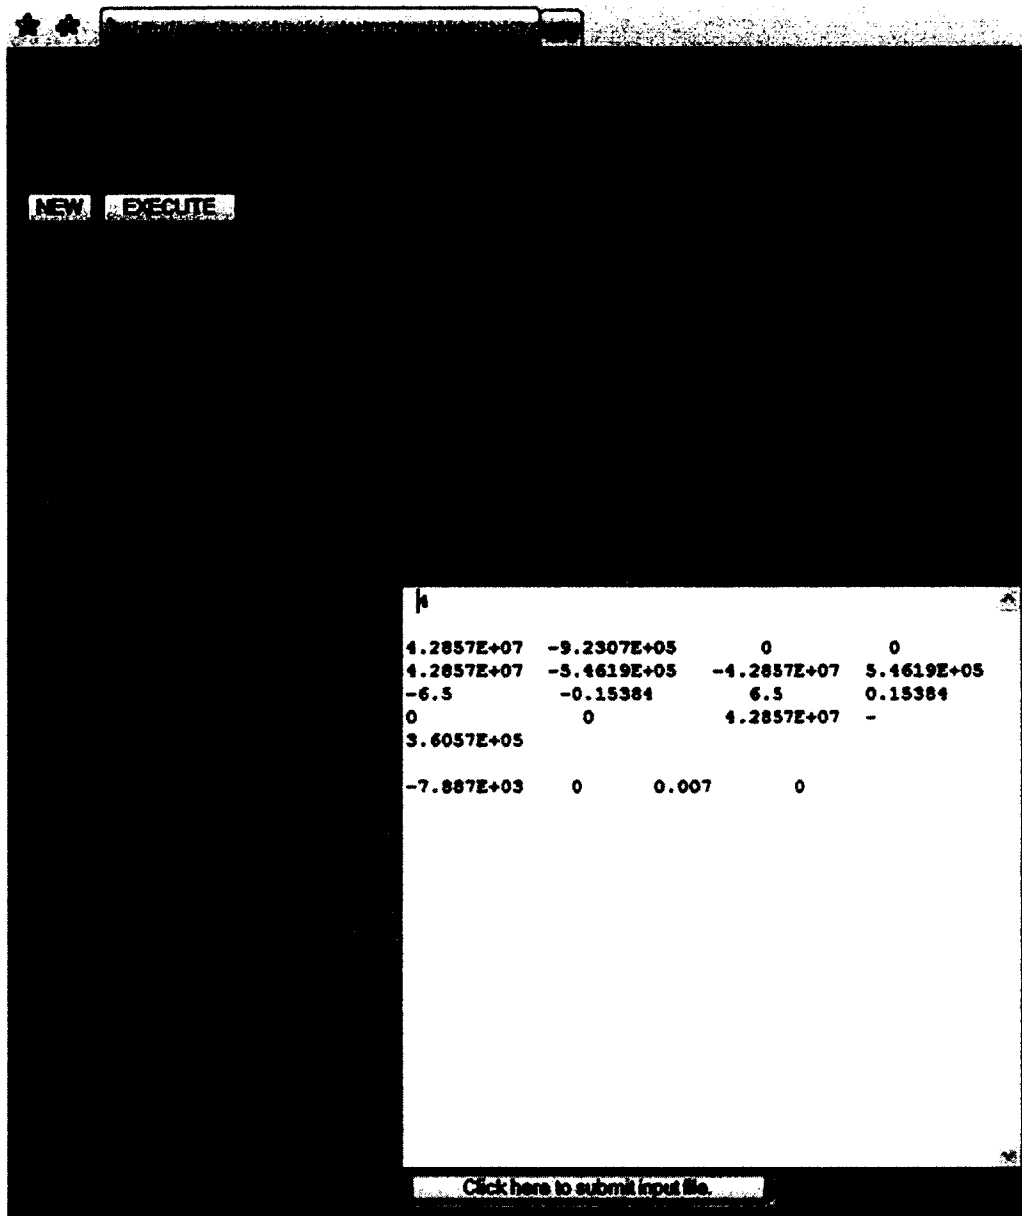 NEW EXECUTE
4
4.2857E+07 -9.2307E+05 0 0
4.2857E+07 -5.4619E+05 -4.2857E+07 5.4619E+05
-6.5 -0.15384 6.5 0.15384
0 0 4.2857E+07 -
3.6057E+05
-7.887E+03 0 0.007 0
Click here to submit input file.